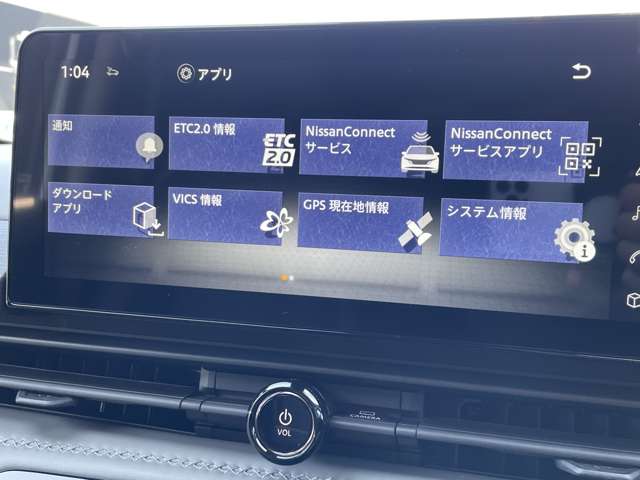 1:04
アプリ
通知
ETC2.0 情報
ETC
2.0
NissanConnect
サービス
NissanConnect
サービスアプリ
ダウンロード
アプリ
VICS 情報
GPS 現在地情報
システム情報
VOL
CAMERA